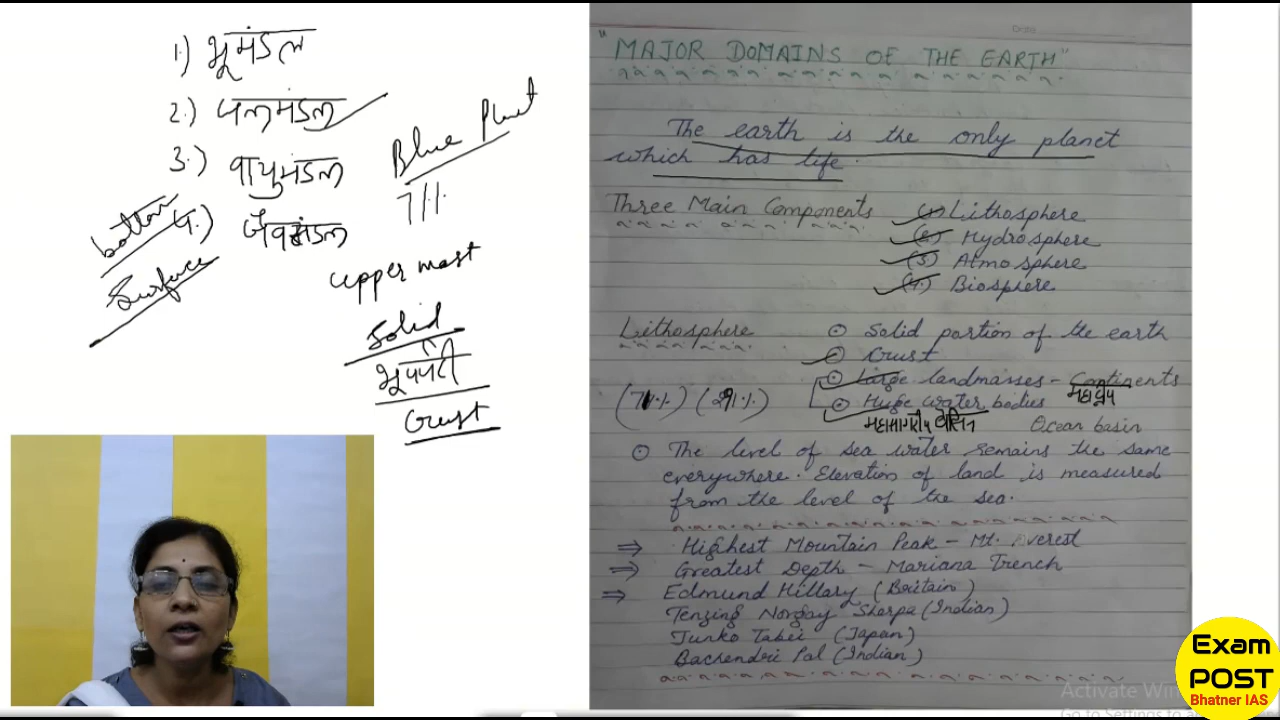 1.) भूमंडल
2.) जलमंडल
3.) वायुमंडल
4.) जैवमंडल
Blue Planet
71%
bottom
Surface
upper most
Solid
भूपर्पटी
Crust
"MAJOR DOMAINS OF THE EARTH"
The earth is the only planet
which has life.
Three Main Components
(1) Lithosphere
(2) Hydrosphere
(3) Atmosphere
(4) Biosphere
Lithosphere
Solid portion of the earth
Crust
Large landmasses - Continents
महाद्वीप
(71%) (29%)
Huge water bodies
महासागरीय बेसिन
Ocean basin
The level of sea water remains the same
everywhere. Elevation of land is measured
from the level of the sea.
⇒ Highest Mountain Peak - Mt. Everest
⇒ Greatest Depth - Mariana Trench
⇒ Edmund Hillary (Britain)
Tenzing Norgay Sherpa (Indian)
Junko Tabei (Japan)
Bachendri Pal (Indian)
Exam
POST
Bhatner IAS